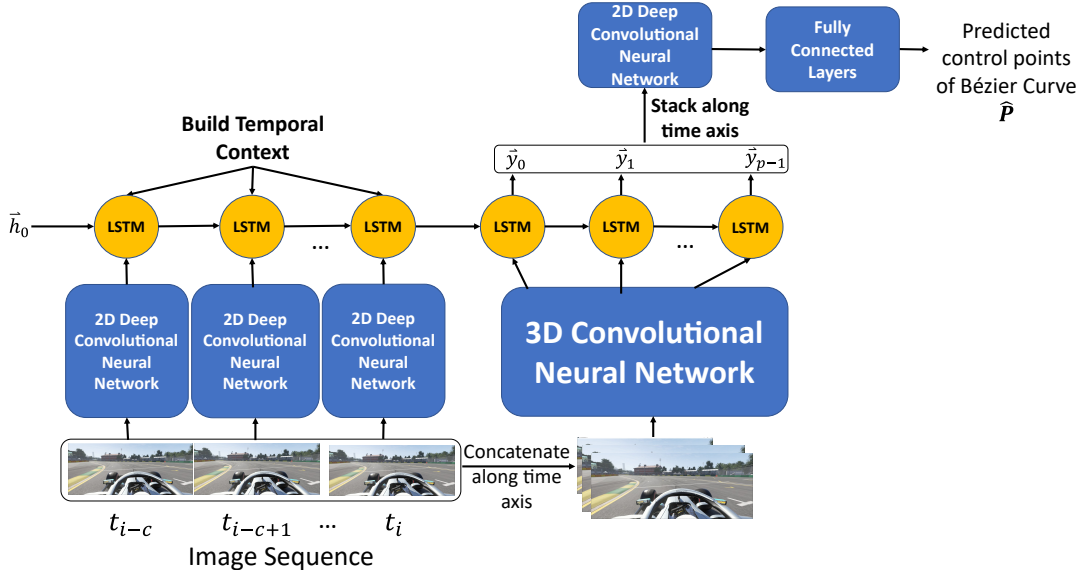 2D Deep
Convolutional
Neural
Network
Fully
Connected
Layers
Predicted
control points
of Bézier Curve
P̂
Stack along
time axis
Build Temporal
Context
y⃗₀
y⃗₁
y⃗ₚ₋₁
h⃗₀
LSTM
LSTM
LSTM
LSTM
LSTM
LSTM
...
...
2D Deep
Convolutional
Neural
Network
2D Deep
Convolutional
Neural
Network
2D Deep
Convolutional
Neural
Network
3D Convolutional
Neural Network
Concatenate
along time
axis
tᵢ₋c
tᵢ₋c₊₁
...
tᵢ
Image Sequence